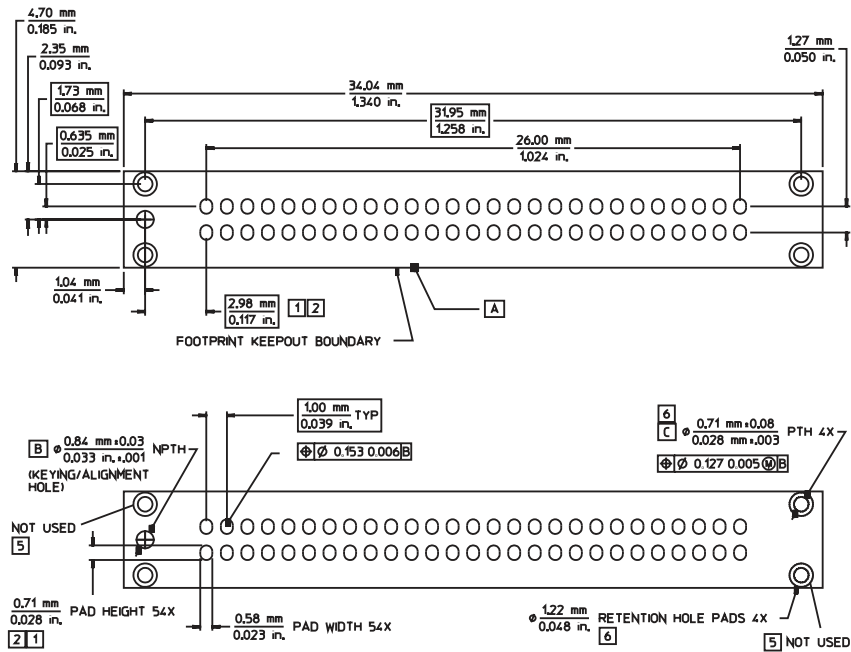 4.70 mm
0.185 in.
2.35 mm
0.093 in.
1.73 mm
0.068 in.
0.635 mm
0.025 in.
34.04 mm
1.340 in.
31.95 mm
1.258 in.
26.00 mm
1.024 in.
1.27 mm
0.050 in.
1.04 mm
0.041 in.
2.98 mm
0.117 in.
1 2
A
FOOTPRINT KEEPOUT BOUNDARY
1.00 mm
0.039 in. TYP
⌖ ⌀ 0.153 0.006 B
B ⌀ 0.84 mm±0.03
0.033 in.±.001 NPTH
(KEYING/ALIGNMENT
HOLE)
6
C ⌀ 0.71 mm±0.08
0.028 mm±.003 PTH 4X
⌖ ⌀ 0.127 0.005 Ⓜ B
NOT USED
5
0.71 mm
0.028 in. PAD HEIGHT 54X
2 1
0.58 mm
0.023 in. PAD WIDTH 54X
⌀ 1.22 mm
0.048 in. RETENTION HOLE PADS 4X
6
5 NOT USED